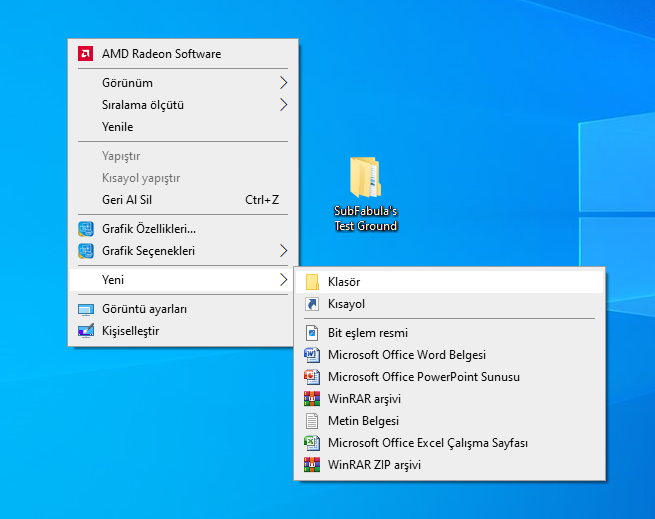 AMD Radeon Software
Görünüm
Sıralama ölçütü
Yenile
Yapıştır
Kısayol yapıştır
Geri Al Sil Ctrl+Z
Grafik Özellikleri...
Grafik Seçenekleri
Yeni
Görüntü ayarları
Kişiselleştir
SubFabula's
Test Ground
Klasör
Kısayol
Bit eşlem resmi
Microsoft Office Word Belgesi
Microsoft Office PowerPoint Sunusu
WinRAR arşivi
Metin Belgesi
Microsoft Office Excel Çalışma Sayfası
WinRAR ZIP arşivi